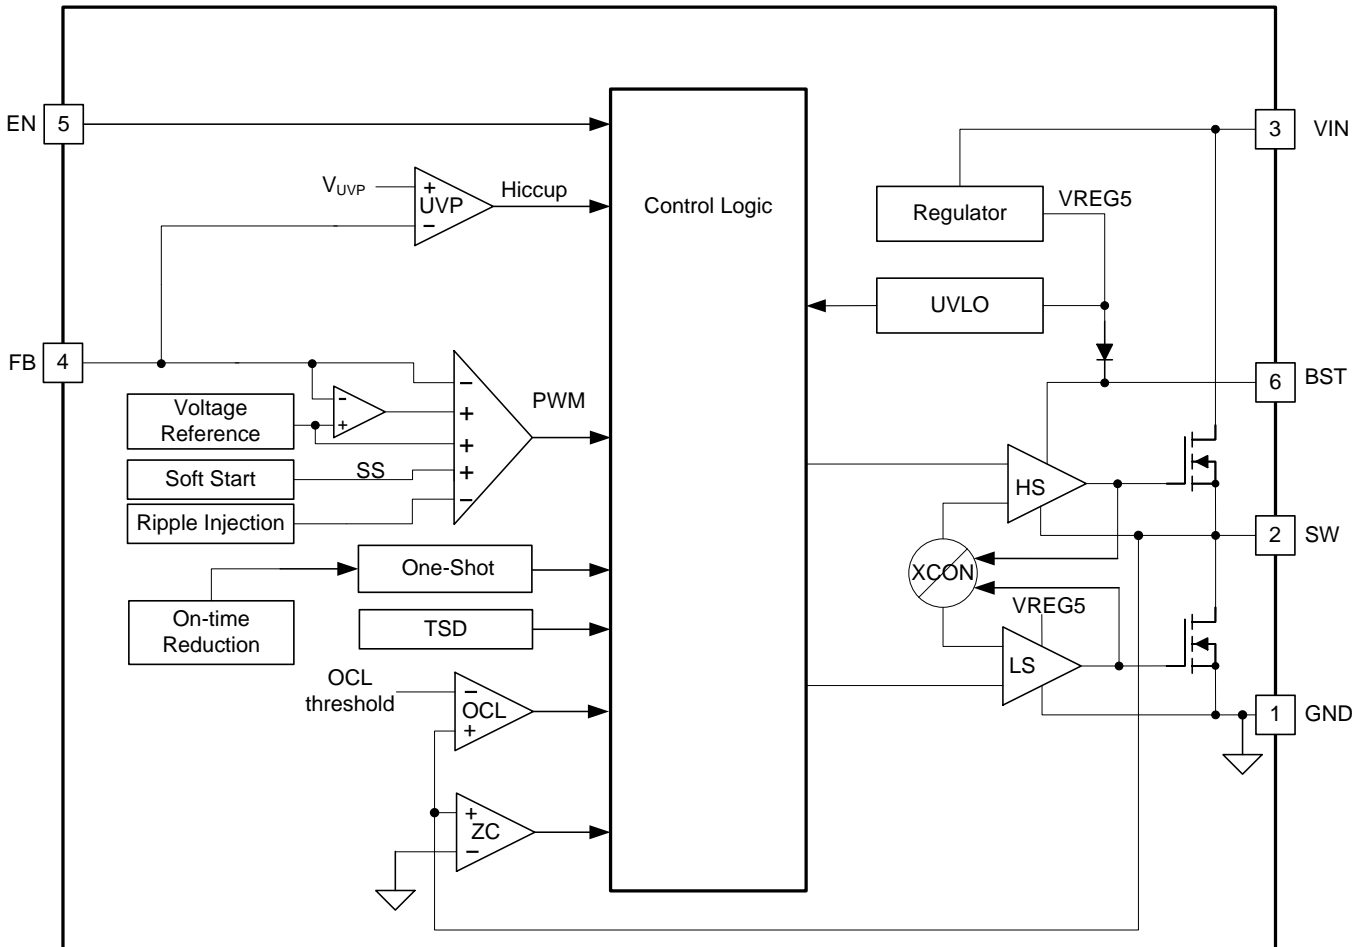 EN 5
3 VIN
VUVP + UVP − Hiccup
Control Logic
Regulator VREG5
UVLO
FB 4
6 BST
Voltage
Reference
- +
− + + + −
PWM
Soft Start SS
Ripple Injection
HS
2 SW
One-Shot
XCON
On-time
Reduction
TSD
VREG5
LS
OCL
threshold
− OCL +
1 GND
+ ZC −